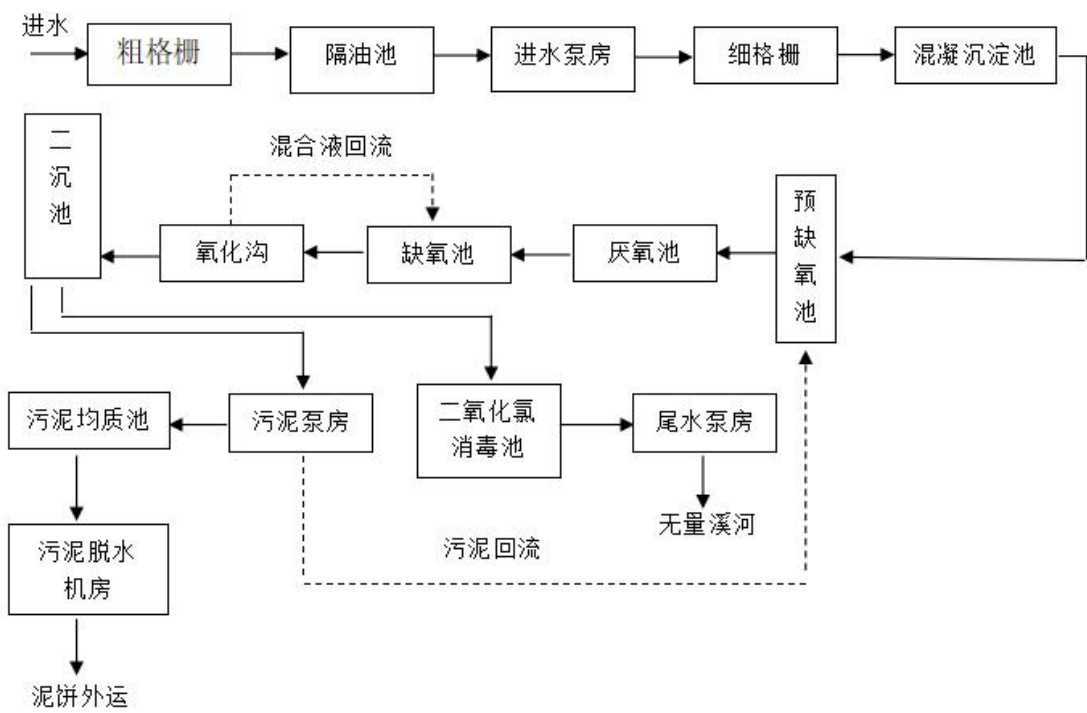 进水
粗格栅
隔油池
进水泵房
细格栅
混凝沉淀池
二
沉
池
混合液回流
氧化沟
缺氧池
厌氧池
预
缺
氧
池
污泥均质池
污泥泵房
二氧化氯
消毒池
尾水泵房
无量溪河
污泥脱水
机房
污泥回流
泥饼外运